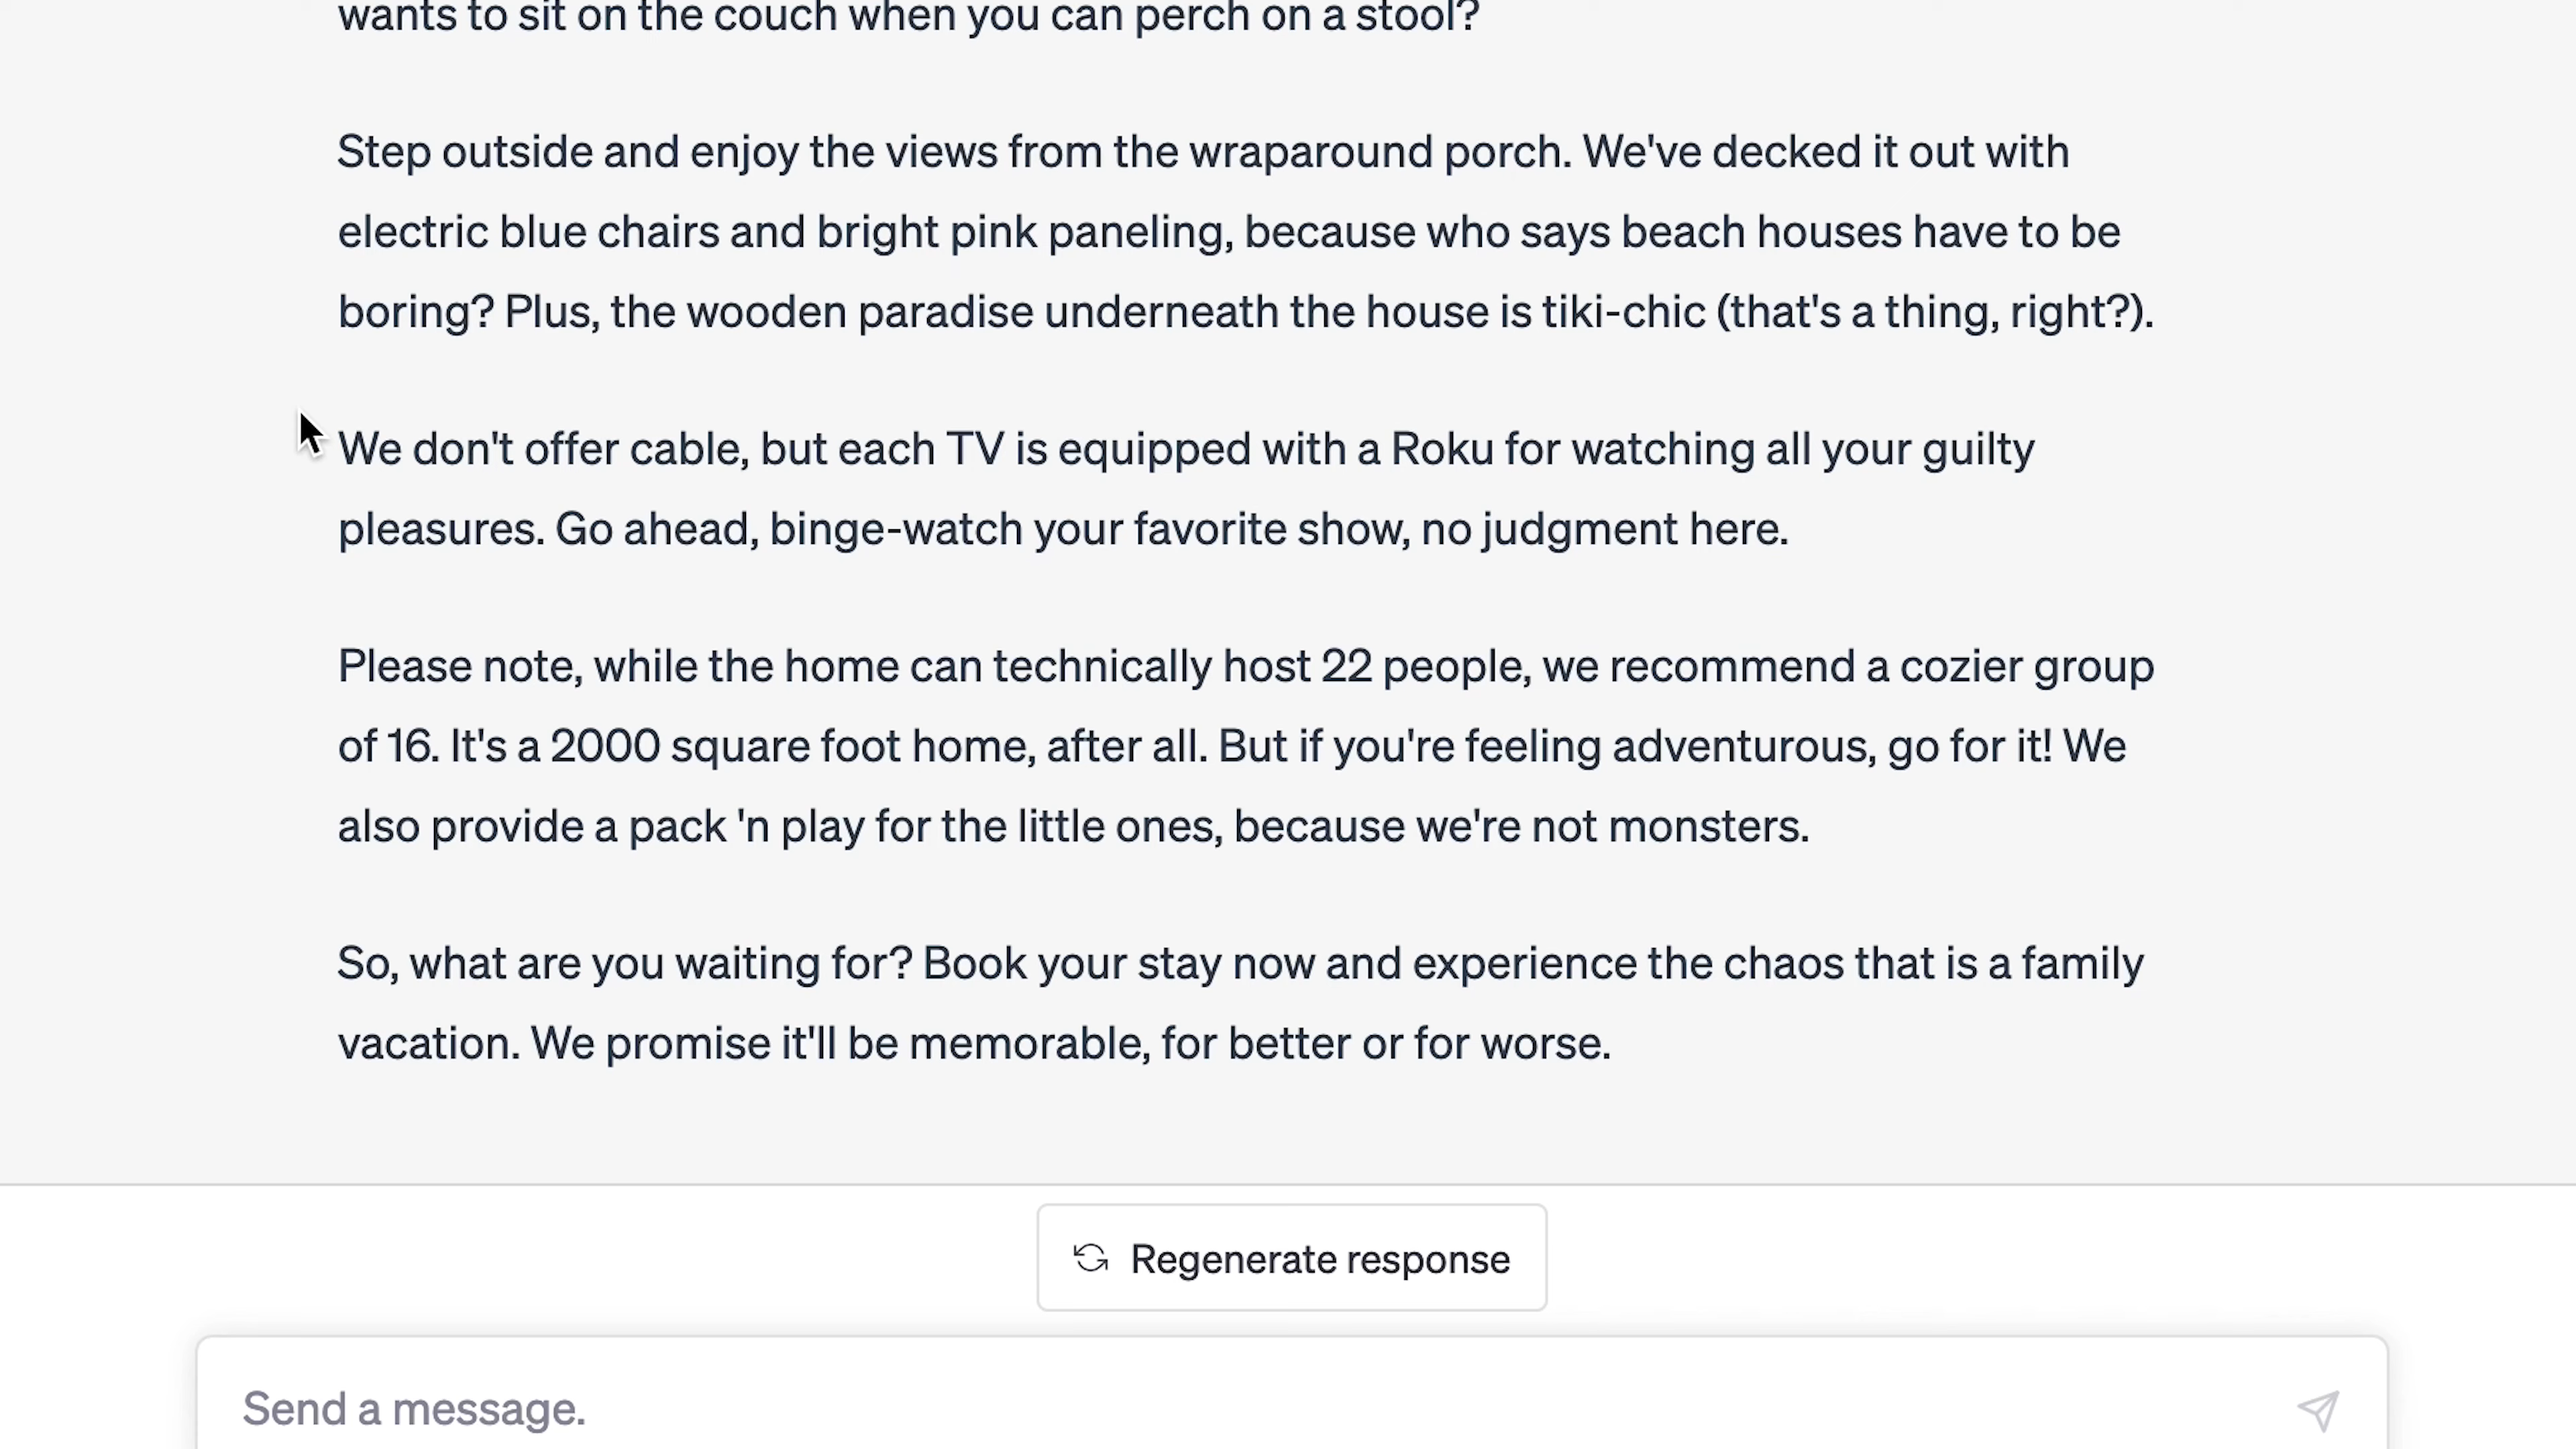 wants to sit on the couch when you can perch on a stool?
Step outside and enjoy the views from the wraparound porch. We've decked it out with
electric blue chairs and bright pink paneling, because who says beach houses have to be
boring? Plus, the wooden paradise underneath the house is tiki-chic (that's a thing, right?).
We don't offer cable, but each TV is equipped with a Roku for watching all your guilty
pleasures. Go ahead, binge-watch your favorite show, no judgment here.
Please note, while the home can technically host 22 people, we recommend a cozier group
of 16. It's a 2000 square foot home, after all. But if you're feeling adventurous, go for it! We
also provide a pack 'n play for the little ones, because we're not monsters.
So, what are you waiting for? Book your stay now and experience the chaos that is a family
vacation. We promise it'll be memorable, for better or for worse.
Regenerate response
Send a message.